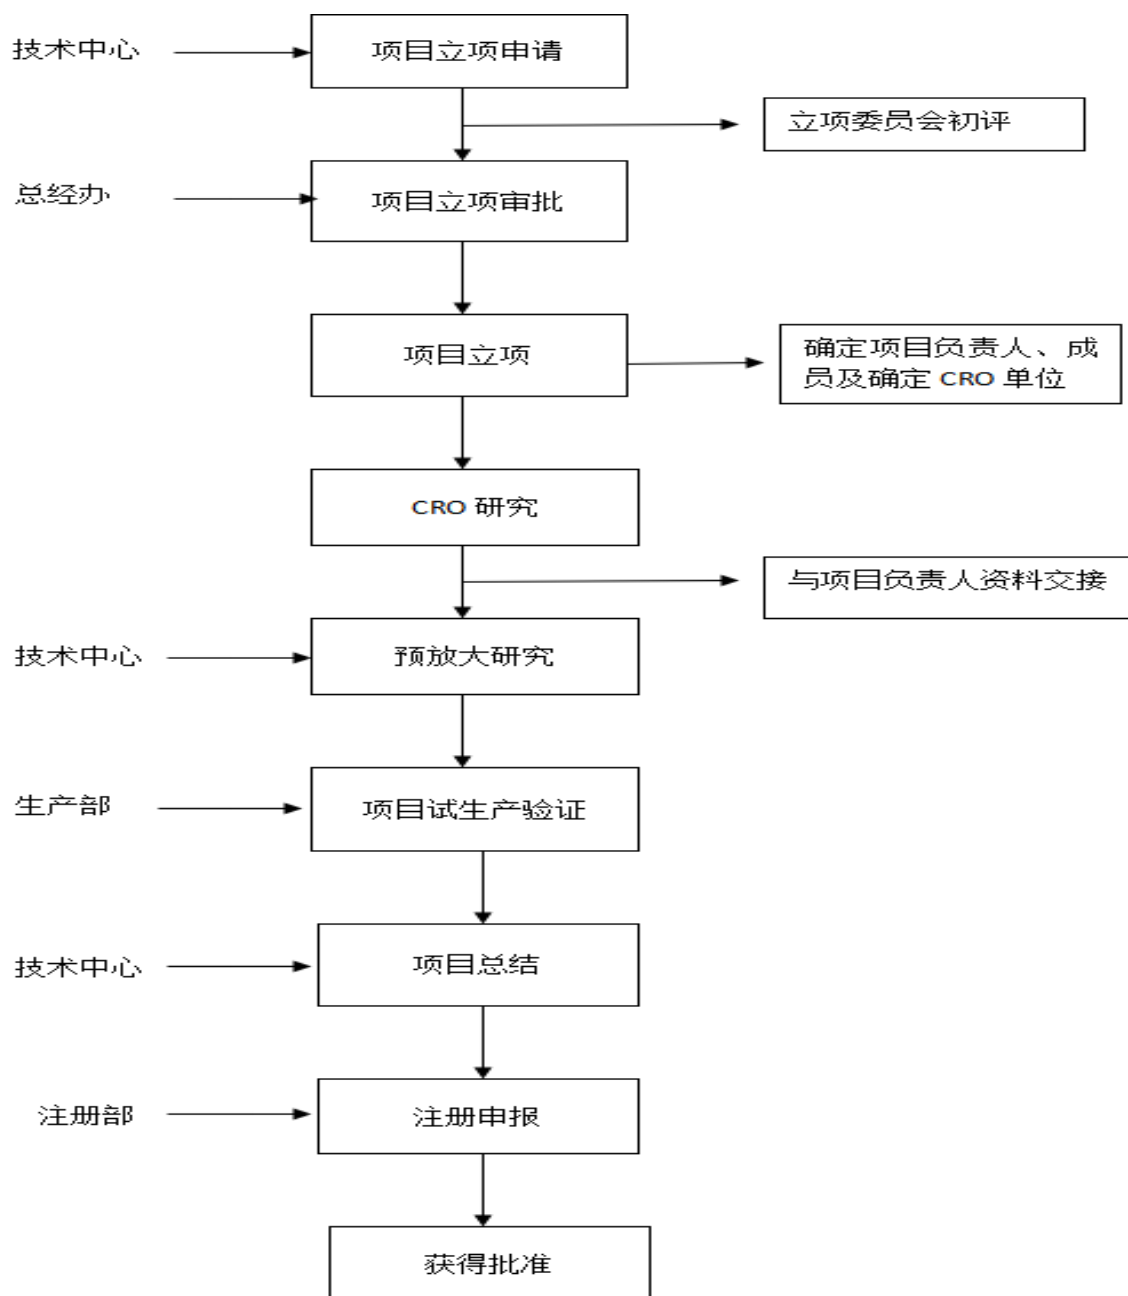 技术中心
项目立项申请
立项委员会初评
总经办
项目立项审批
项目立项
确定项目负责人、成
员及确定 CRO 单位
CRO 研究
与项目负责人资料交接
技术中心
预放大研究
生产部
项目试生产验证
技术中心
项目总结
注册部
注册申报
获得批准